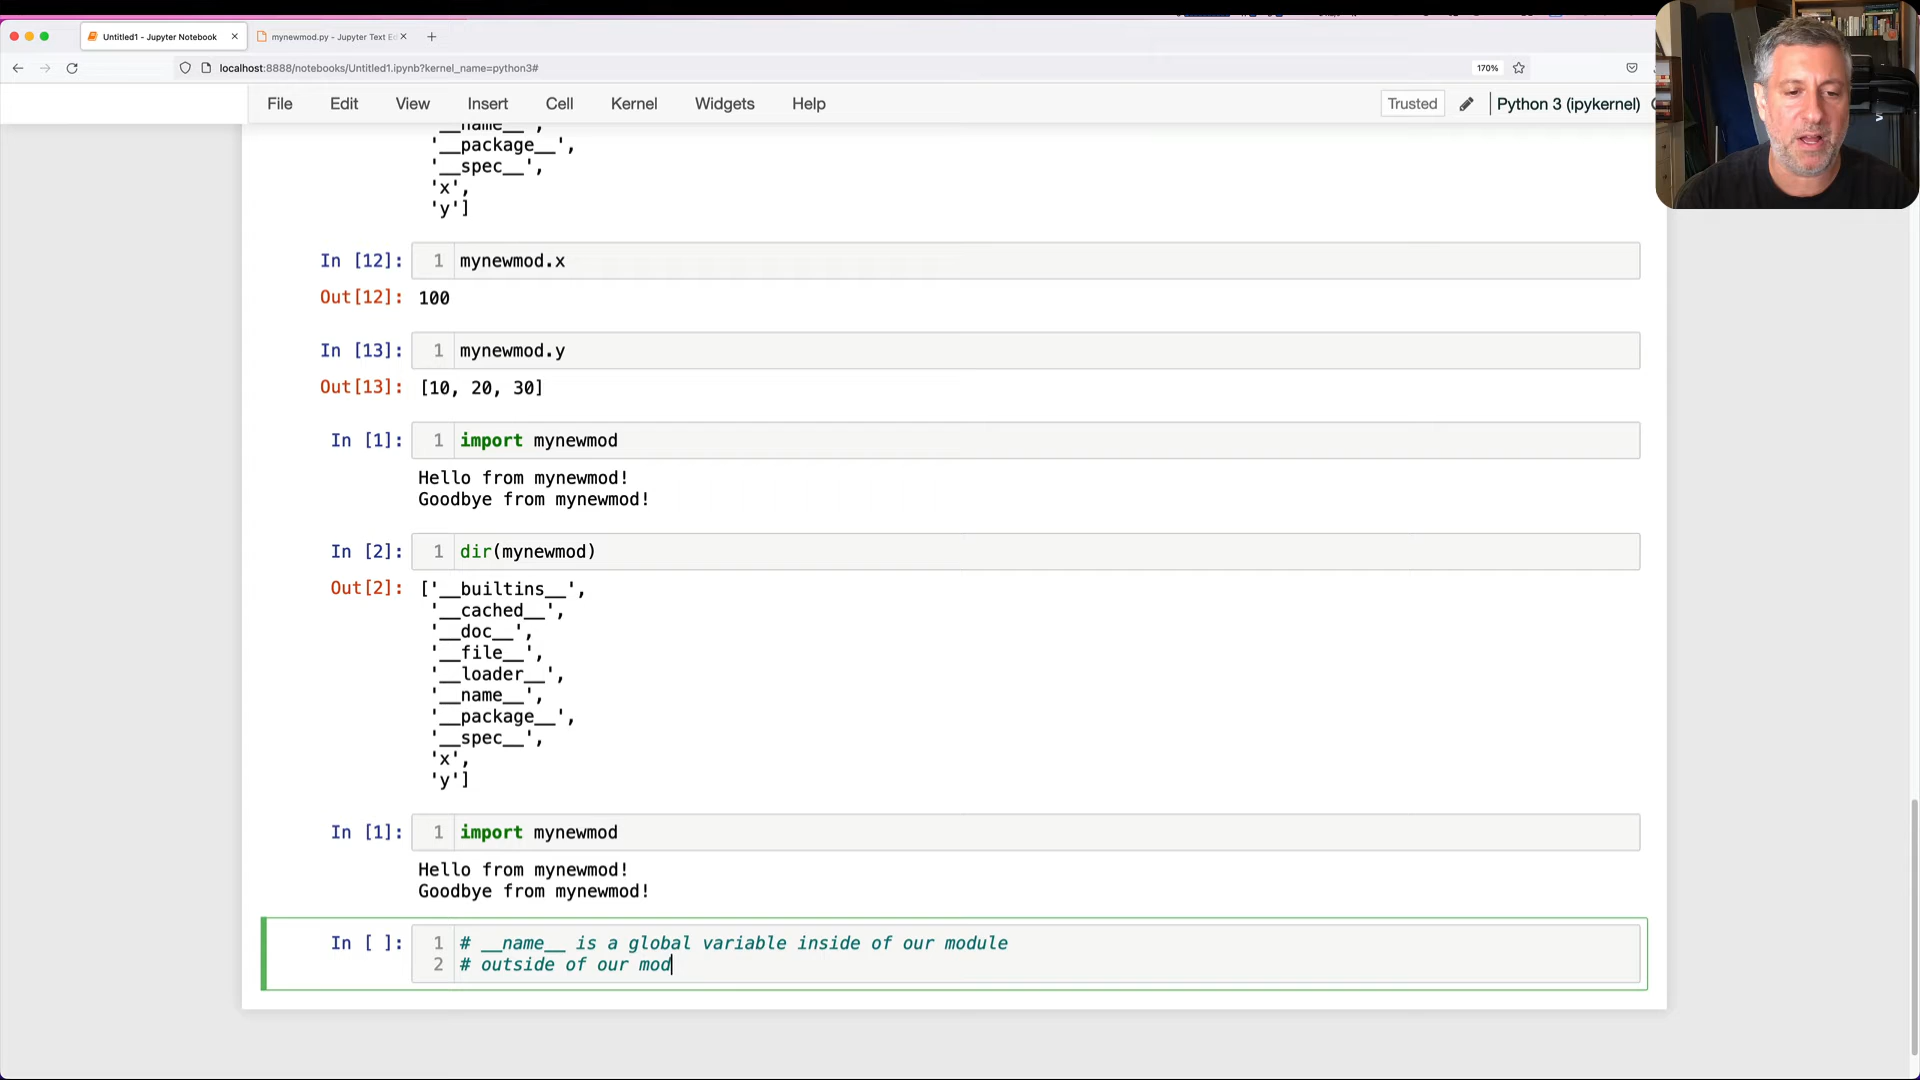 Untitled1 - Jupyter Notebook
mynewmod.py - Jupyter Text E
localhost:8888/notebooks/Untitled1.ipynb?kernel_name=python3#
170%
File Edit View Insert Cell Kernel Widgets Help
Trusted
Python 3 (ipykernel)
'__name__',
'__package__',
'__spec__',
'x',
'y']
In [12]: 1 mynewmod.x
Out[12]: 100
In [13]: 1 mynewmod.y
Out[13]: [10, 20, 30]
In [1]: 1 import mynewmod
Hello from mynewmod!
Goodbye from mynewmod!
In [2]: 1 dir(mynewmod)
Out[2]: ['__builtins__',
'__cached__',
'__doc__',
'__file__',
'__loader__',
'__name__',
'__package__',
'__spec__',
'x',
'y']
In [1]: 1 import mynewmod
Hello from mynewmod!
Goodbye from mynewmod!
In [ ]: 1 # __name__ is a global variable inside of our module
2 # outside of our mod